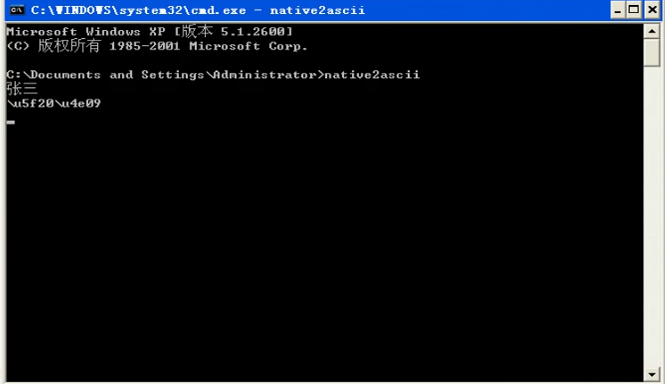 C:\WINDOWS\system32\cmd.exe - native2ascii
Microsoft Windows XP [版本 5.1.2600]
(C) 版权所有 1985-2001 Microsoft Corp.
C:\Documents and Settings\Administrator>native2ascii
张三
\u5f20\u4e09